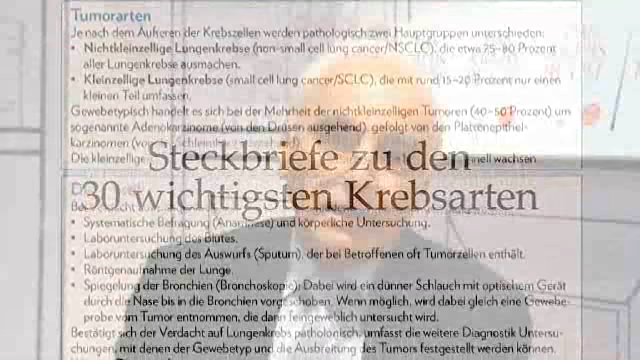 Tumorarten
Je nach dem Äußeren der Krebszellen werden pathologisch zwei Hauptgruppen unterschieden:
• Nichtkleinzellige Lungenkrebse (non-small cell lung cancer/NSCLC), die etwa 75–80 Prozent
aller Lungenkrebse ausmachen.
• Kleinzellige Lungenkrebse (small cell lung cancer/SCLC), die mit rund 15–20 Prozent nur einen
kleinen Teil umfassen.
Gewebetypisch handelt es sich bei der Mehrheit der nichtkleinzelligen Tumoren (40–50 Prozent) um
sogenannte Adenokarzinome (von den Drüsen ausgehend), gefolgt von den Plattenepithel-
karzinomen (von
Die kleinzellige schnell wachsen.
Steckbriefe zu den
30 wichtigsten Krebsarten
• Systematische Befragung (Anamnese) und körperliche Untersuchung.
• Laboruntersuchung des Blutes.
• Laboruntersuchung des Auswurfs (Sputum), der bei Betroffenen oft Tumorzellen enthält.
• Röntgenaufnahme der Lunge.
• Spiegelung der Bronchien (Bronchoskopie): Dabei wird ein dünner Schlauch mit optischem Gerät
durch die Nase bis in die Bronchien vorgeschoben. Wenn möglich, wird dabei gleich eine Gewebe-
probe vom Tumor entnommen, die dann feingeweblich untersucht wird.
Bestätigt sich der Verdacht auf Lungenkrebs pathologisch, umfasst die weitere Diagnostik Untersu-
chungen, mit denen der Gewebetyp und die Ausbreitung des Tumors festgestellt werden können.